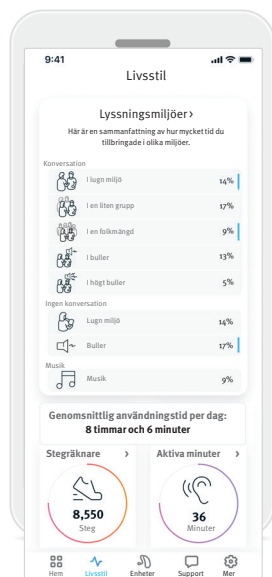 9:41
Livsstil
Lyssningsmiljöer›
Här är en sammanfattning av hur mycket tid du
tillbringade i olika miljöer.
Konversation
I lugn miljö 14%
I en liten grupp 17%
I en folkmängd 9%
I buller 13%
I högt buller 5%
Ingen konversation
Lugn miljö 14%
Buller 17%
Musik
Musik 9%
Genomsnittlig användningstid per dag:
8 timmar och 6 minuter
Stegräknare › Aktiva minuter ›
8,550 36
Steg Minuter
Hem Livsstil Enheter Support Mer